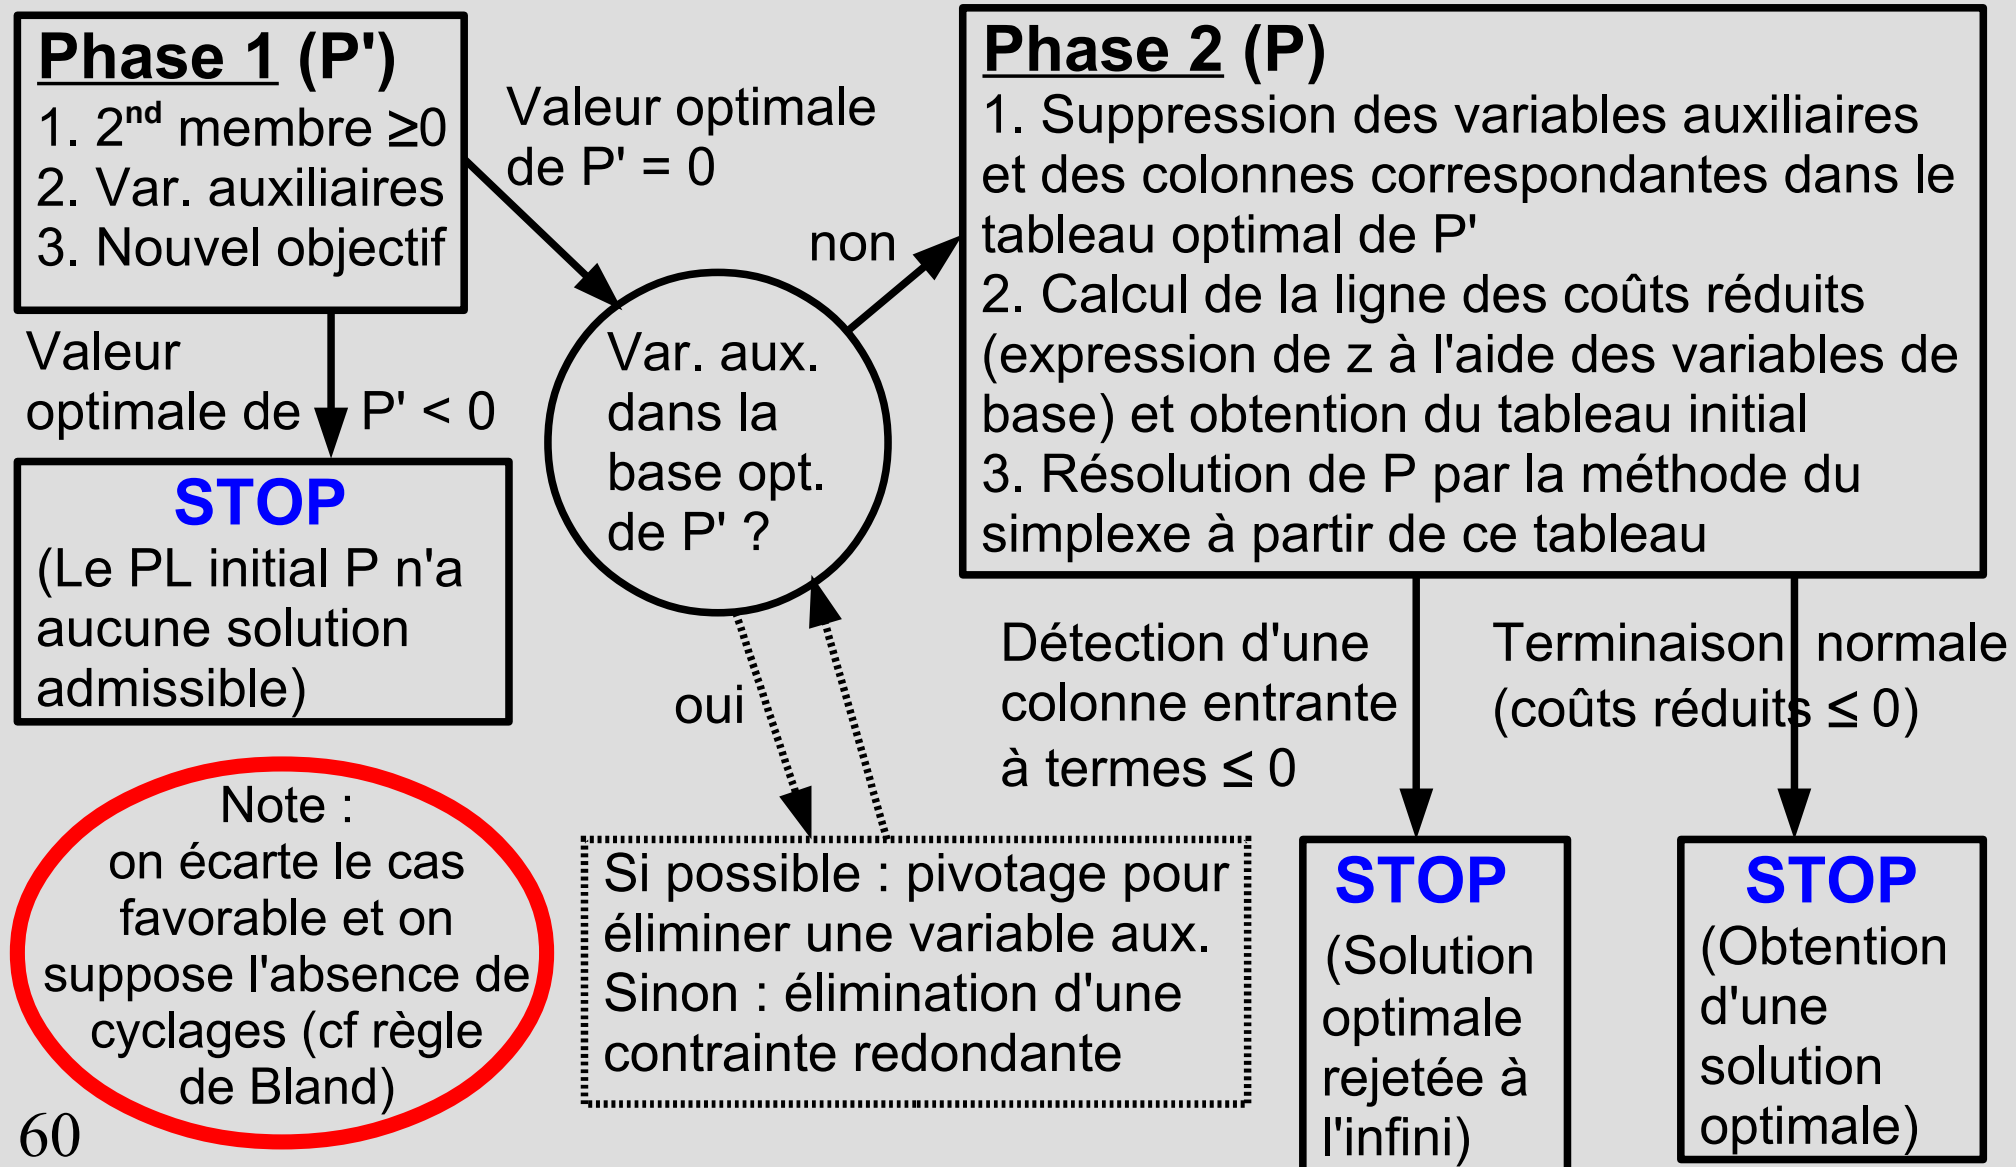 Phase 1 (P')
1. 2nd membre ≥0
2. Var. auxiliaires
3. Nouvel objectif
Valeur optimale
de P' = 0
non
Valeur
optimale de P' < 0
STOP
(Le PL initial P n'a
aucune solution
admissible)
Var. aux.
dans la
base opt.
de P' ?
oui
Phase 2 (P)
1. Suppression des variables auxiliaires
et des colonnes correspondantes dans le
tableau optimal de P'
2. Calcul de la ligne des coûts réduits
(expression de z à l'aide des variables de
base) et obtention du tableau initial
3. Résolution de P par la méthode du
simplexe à partir de ce tableau
Détection d'une
colonne entrante
à termes ≤ 0
Terminaison normale
(coûts réduits ≤ 0)
Note :
on écarte le cas
favorable et on
suppose l'absence de
cyclages (cf règle
de Bland)
Si possible : pivotage pour
éliminer une variable aux.
Sinon : élimination d'une
contrainte redondante
STOP
(Solution
optimale
rejetée à
l'infini)
STOP
(Obtention
d'une
solution
optimale)
60